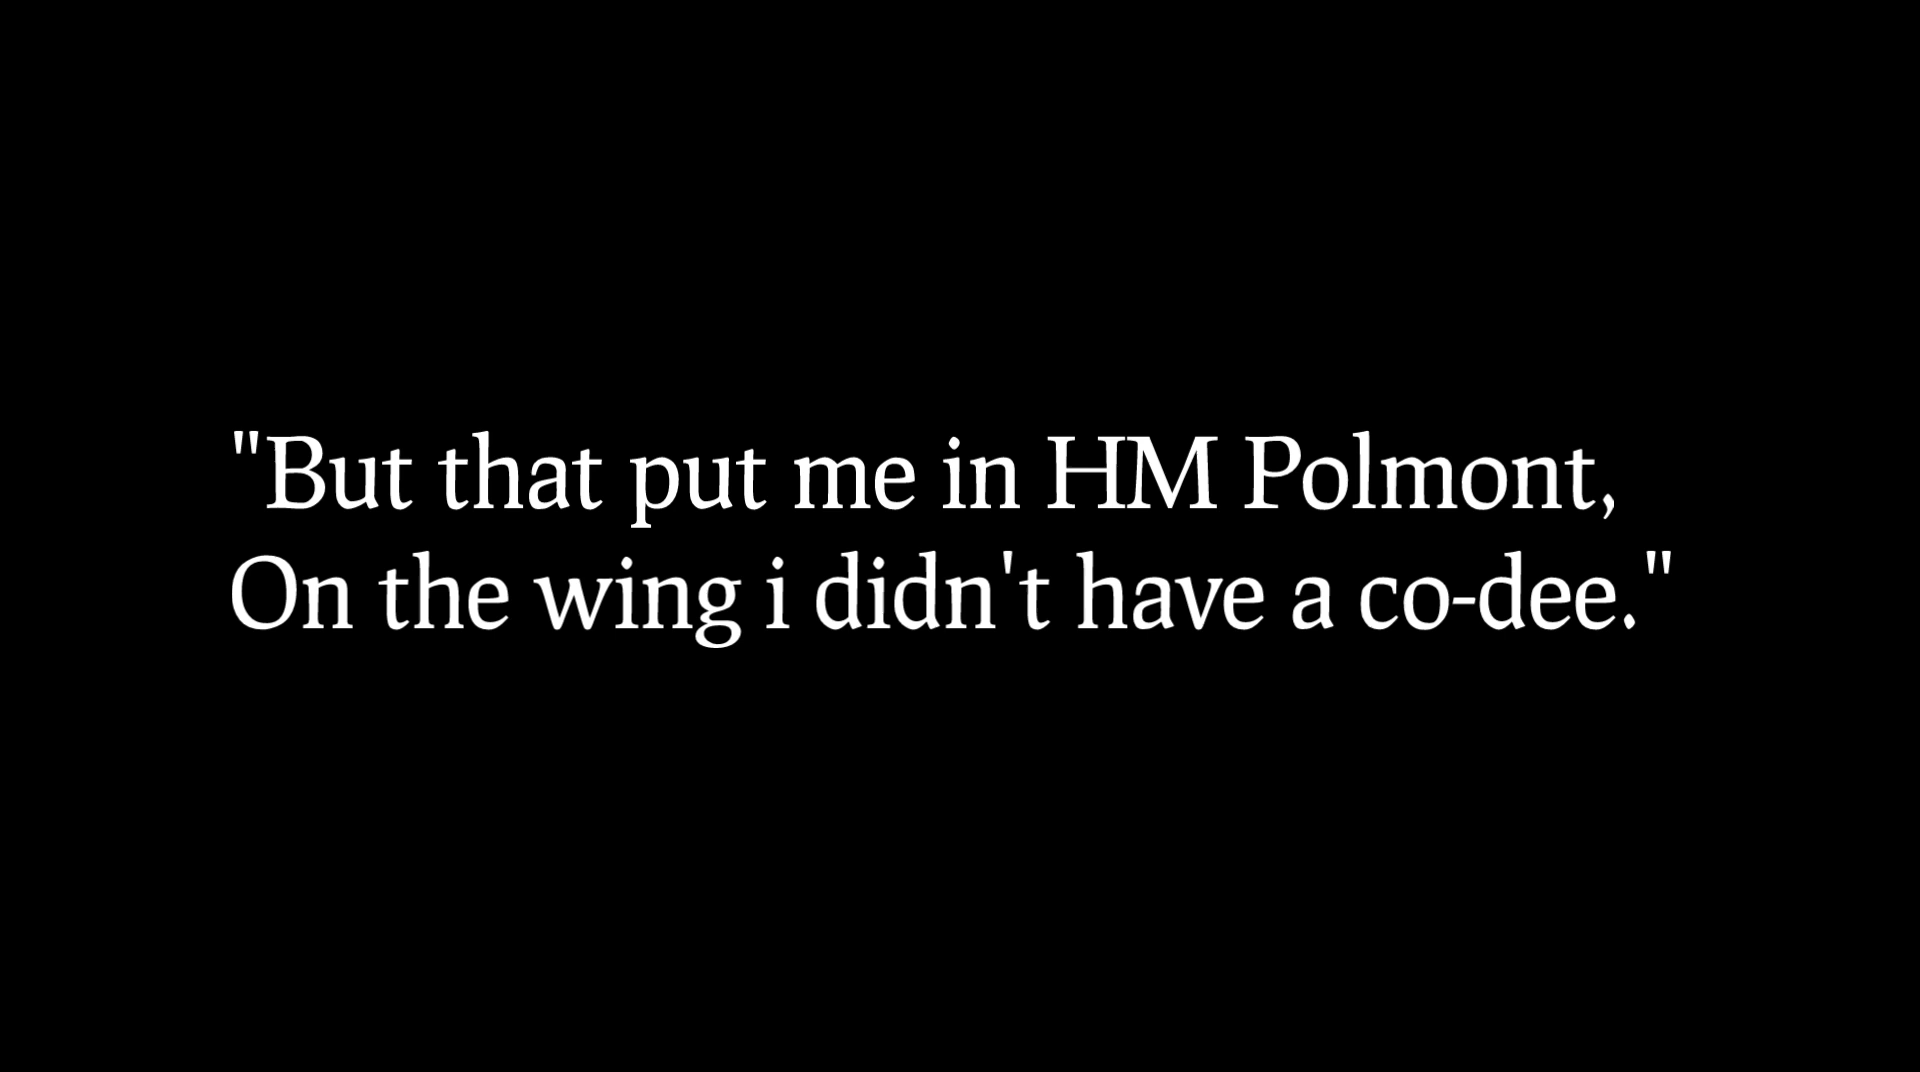 "But that put me in HM Polmont,
On the wing i didn't have a co-dee."